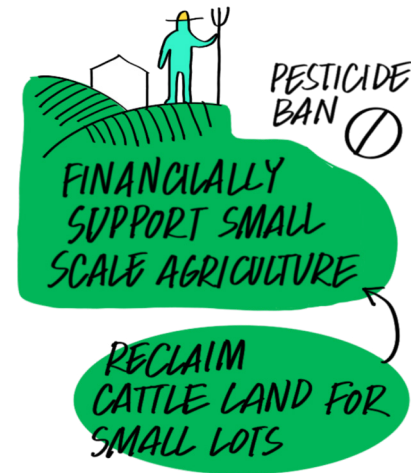 PESTICIDE
BAN
FINANCIALLY
SUPPORT SMALL
SCALE AGRICULTURE
RECLAIM
CATTLE LAND FOR
SMALL LOTS